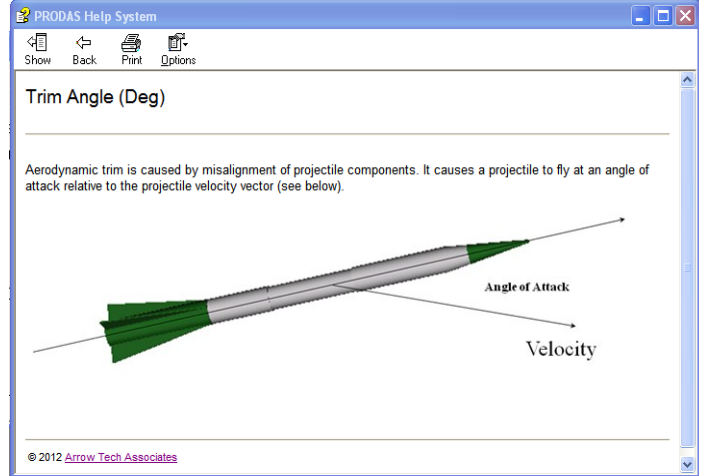 PRODAS Help System
Show Back Print Options
Trim Angle (Deg)
Aerodynamic trim is caused by misalignment of projectile components. It causes a projectile to fly at an angle of
attack relative to the projectile velocity vector (see below).
Angle of Attack
Velocity
© 2012 Arrow Tech Associates